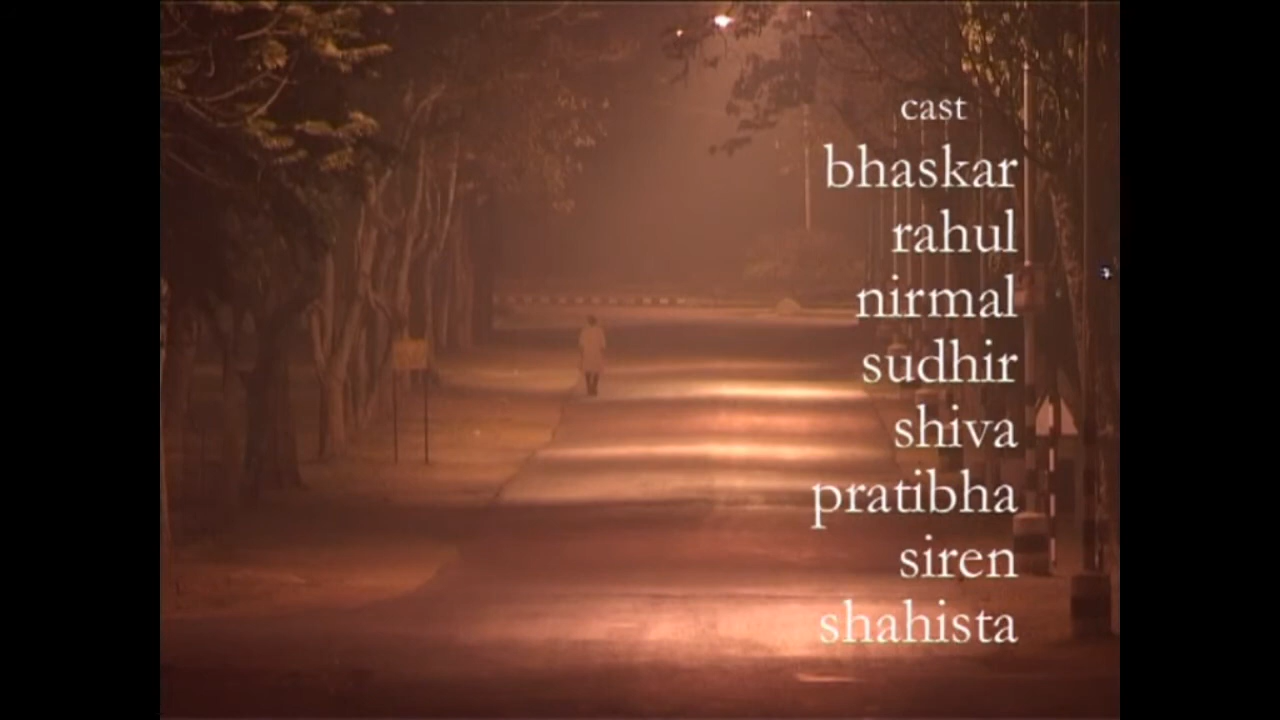 cast
bhaskar
rahul
nirmal
sudhir
shiva
pratibha
siren
shahista